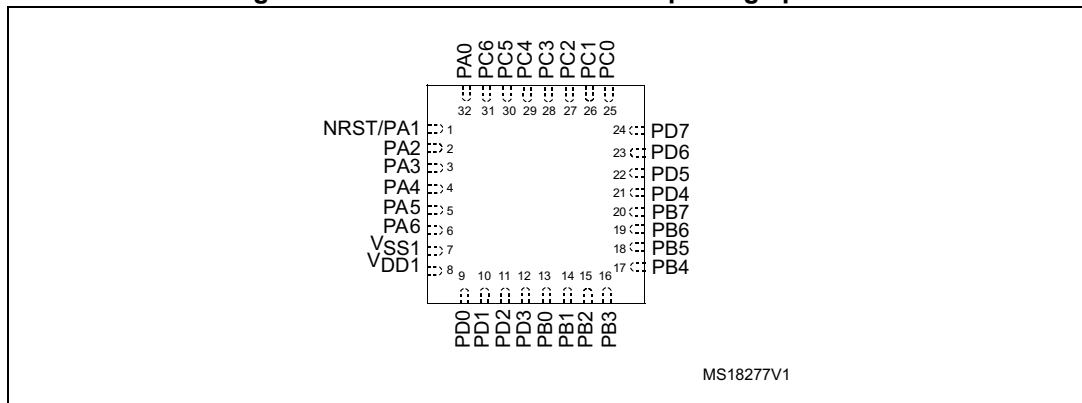 PA0 PC6 PC5 PC4 PC3 PC2 PC1 PC0
32 31 30 29 28 27 26 25
NRST/PA1 1 24 PD7
PA2 2 23 PD6
PA3 3 22 PD5
PA4 4 21 PD4
PA5 5 20 PB7
PA6 6 19 PB6
VSS1 7 18 PB5
VDD1 8 17 PB4
9 10 11 12 13 14 15 16
PD0 PD1 PD2 PD3 PB0 PB1 PB2 PB3
MS18277V1